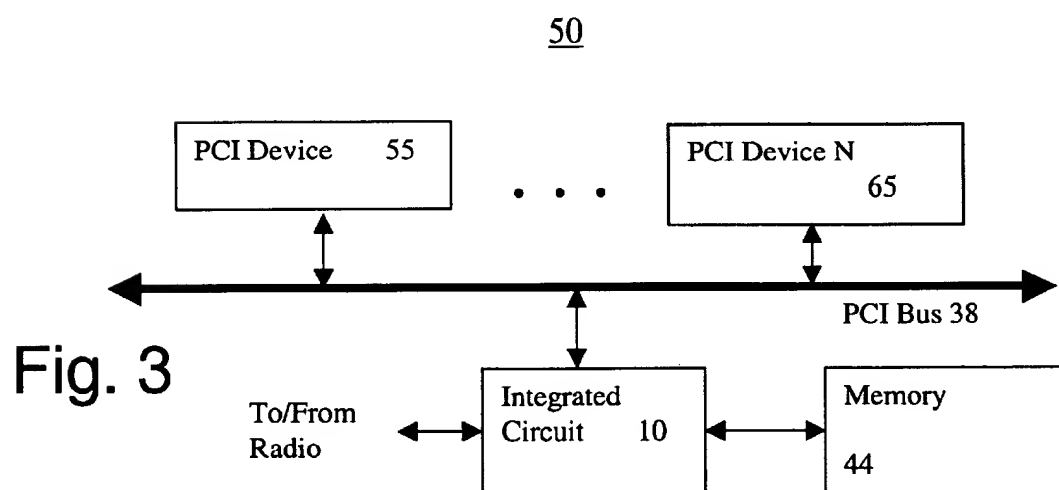 50
PCI Device 55
PCI Device N
65
PCI Bus 38
Fig. 3
To/From
Radio
Integrated
Circuit 10
Memory
44